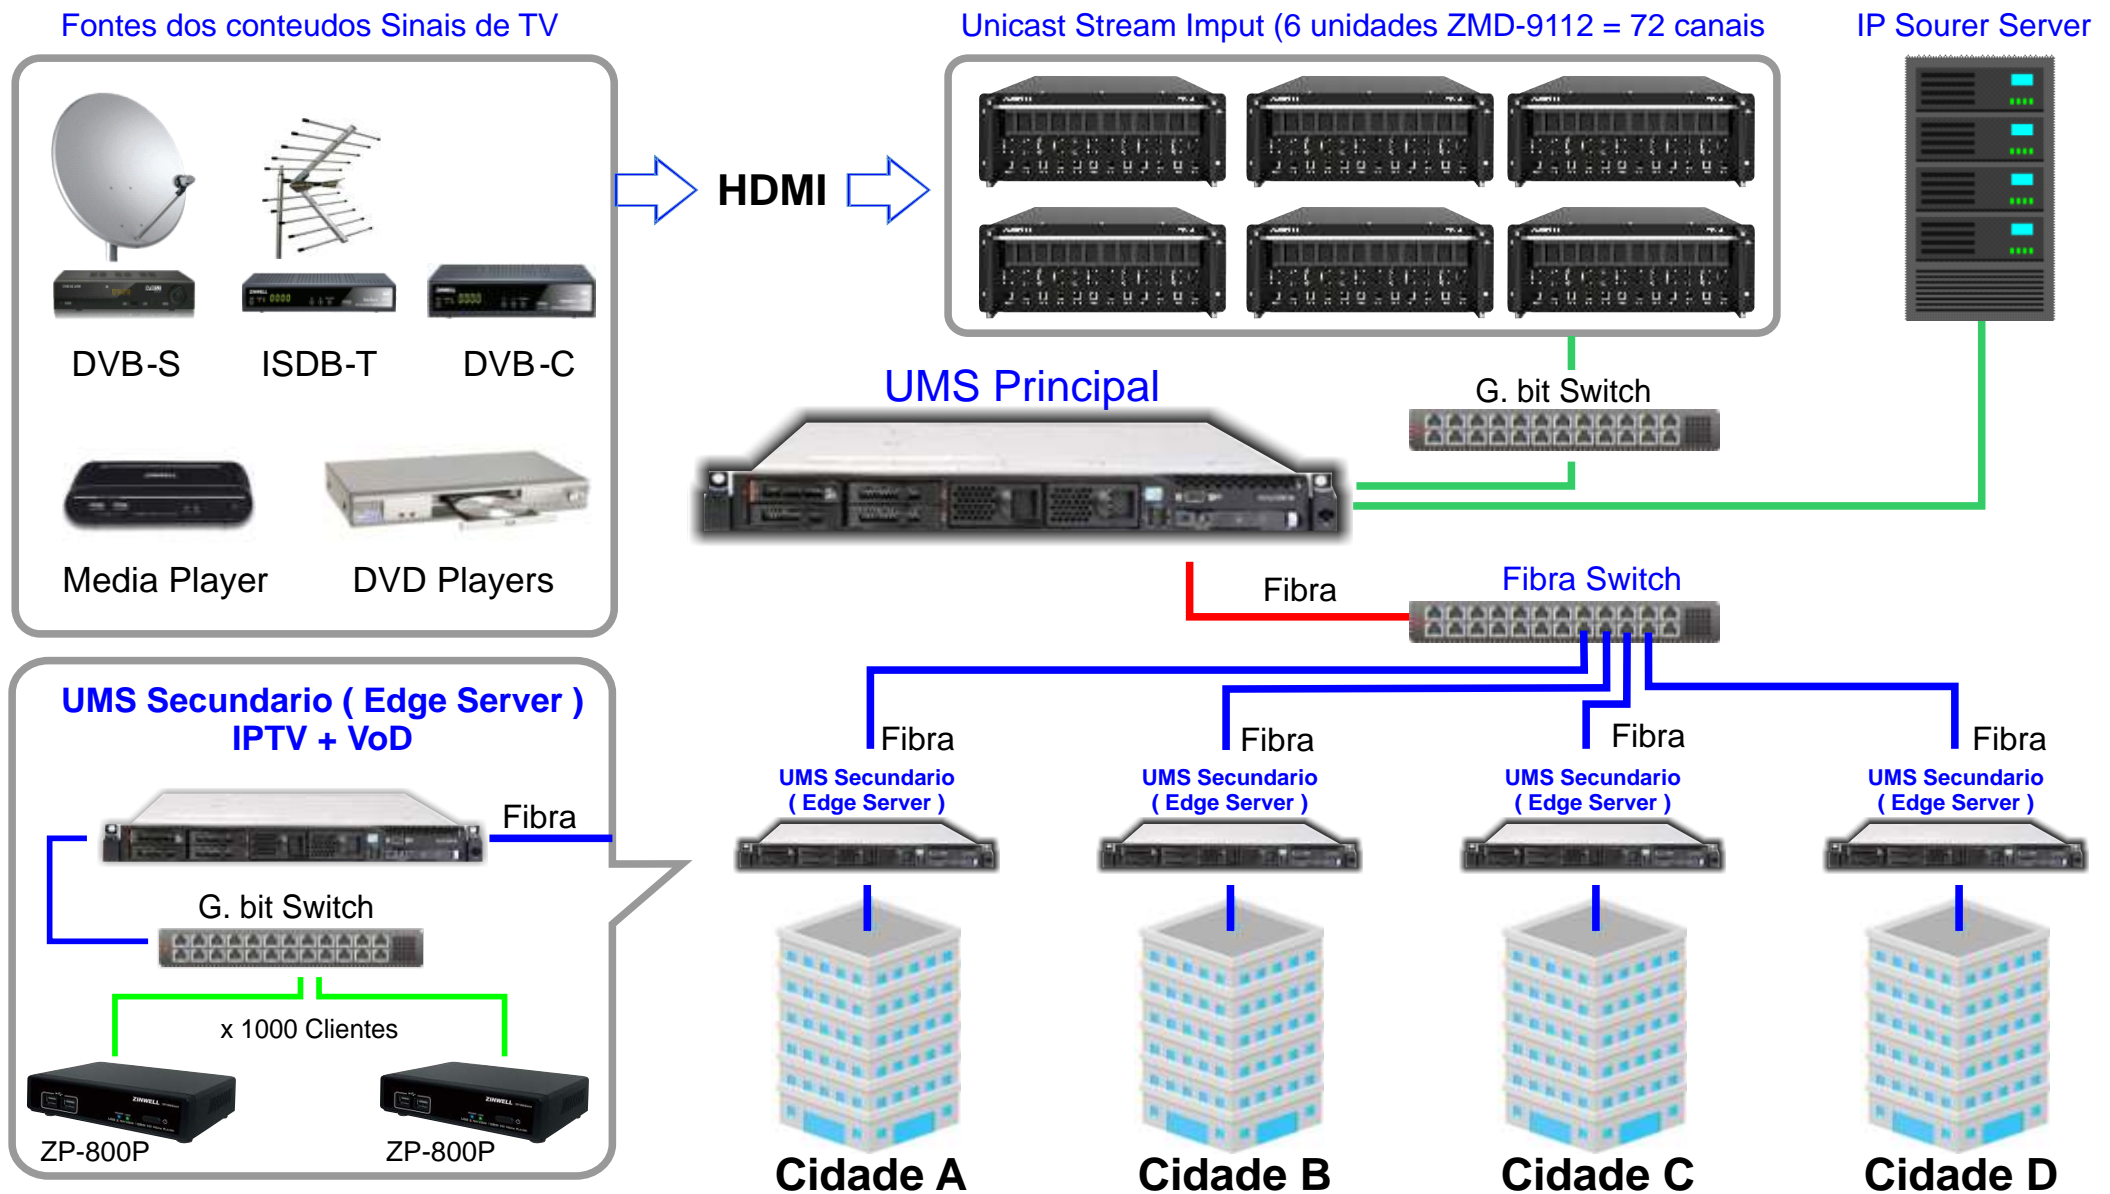 Fontes dos conteudos Sinais de TV
Unicast Stream Imput (6 unidades ZMD-9112 = 72 canais
IP Sourer Server
HDMI
DVB-S
ISDB-T
DVB-C
Media Player
DVD Players
UMS Principal
G. bit Switch
Fibra
Fibra Switch
UMS Secundario ( Edge Server )
IPTV + VoD
Fibra
G. bit Switch
x 1000 Clientes
ZINWELL
ZINWELL
ZP-800P
ZP-800P
Fibra
Fibra
Fibra
Fibra
UMS Secundario
( Edge Server )
UMS Secundario
( Edge Server )
UMS Secundario
( Edge Server )
UMS Secundario
( Edge Server )
Cidade A
Cidade B
Cidade C
Cidade D